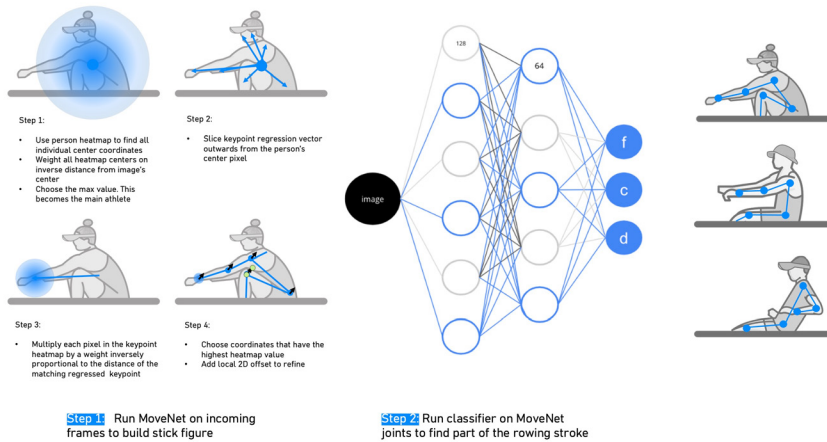 Step 1:
• Use person heatmap to find all
individual center coordinates
• Weight all heatmap centers on
inverse distance from image's
center
• Choose the max value. This
becomes the main athlete
Step 2:
• Slice keypoint regression vector
outwards from the person's
center pixel
Step 3:
• Multiply each pixel in the keypoint
heatmap by a weight inversely
proportional to the distance of the
matching regressed keypoint
Step 4:
• Choose coordinates that have the
highest heatmap value
• Add local 2D offset to refine
image
128
64
f
c
d
Step 1: Run MoveNet on incoming
frames to build stick figure
Step 2: Run classifier on MoveNet
joints to find part of the rowing stroke